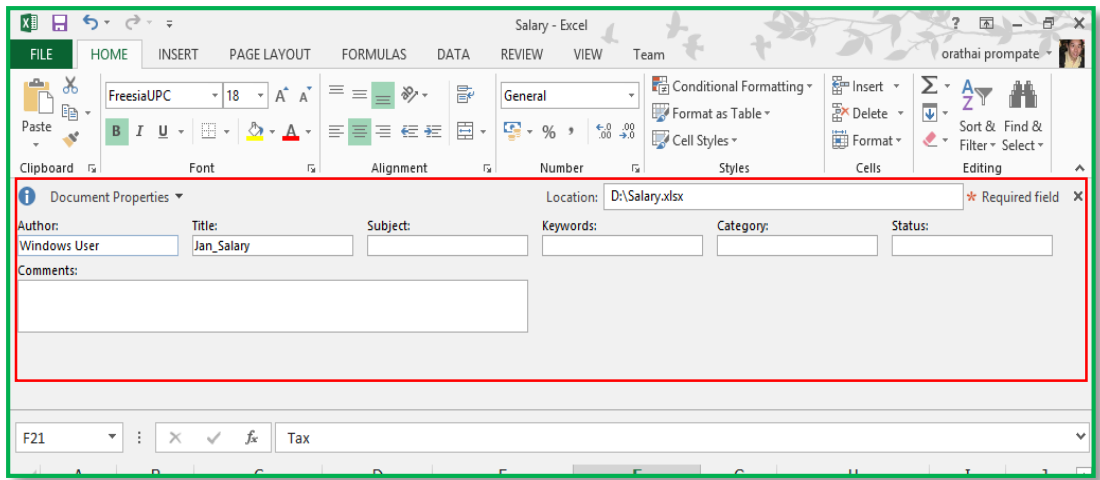 Salary - Excel
?
FILE HOME INSERT PAGE LAYOUT FORMULAS DATA REVIEW VIEW Team orathai prompate
FreesiaUPC 18 A A General Conditional Formatting Insert Σ A Z
Paste Format as Table Delete Sort & Find &
B I U A % , .00 Cell Styles Format Filter Select
Clipboard Font Alignment Number Styles Cells Editing
Document Properties Location: D:\Salary.xlsx * Required field
Author: Title: Subject: Keywords: Category: Status:
Windows User Jan_Salary
Comments:
F21 fx Tax